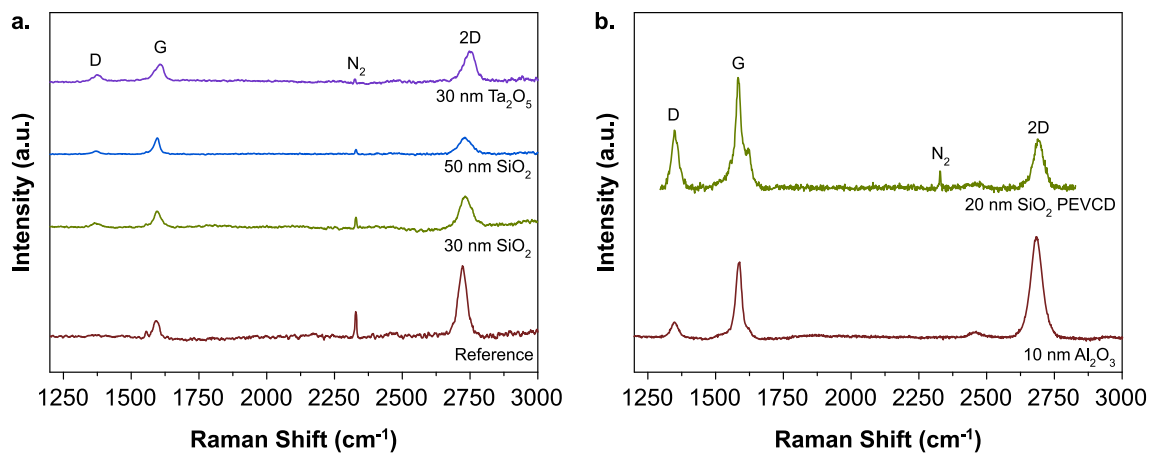 a.
D
G
N₂
2D
30 nm Ta₂O₅
50 nm SiO₂
30 nm SiO₂
Reference
Intensity (a.u.)
1250 1500 1750 2000 2250 2500 2750 3000
Raman Shift (cm⁻¹)
b.
D
G
N₂
2D
20 nm SiO₂ PEVCD
10 nm Al₂O₃
Intensity (a.u.)
1250 1500 1750 2000 2250 2500 2750 3000
Raman Shift (cm⁻¹)